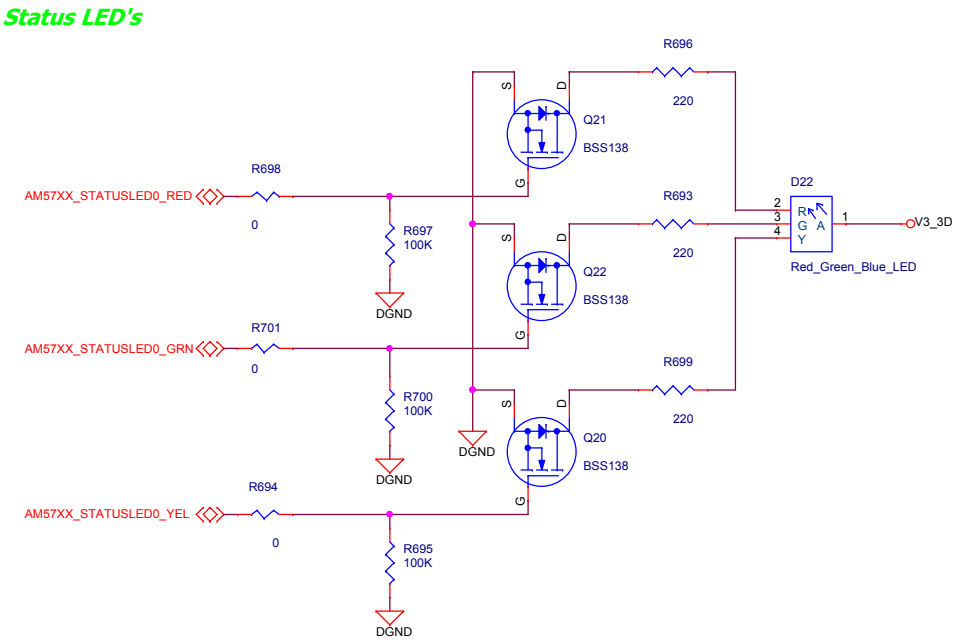 Status LED's
R696
220
S
D
Q21
BSS138
G
R698
AM57XX_STATUSLED0_RED
0
R697
100K
DGND
R693
220
D22
2
3
4
R
G
Y
A
1
V3_3D
Red_Green_Blue_LED
S
D
Q22
BSS138
G
R701
AM57XX_STATUSLED0_GRN
0
R700
100K
DGND
R699
220
S
D
Q20
BSS138
G
DGND
R694
AM57XX_STATUSLED0_YEL
0
R695
100K
DGND